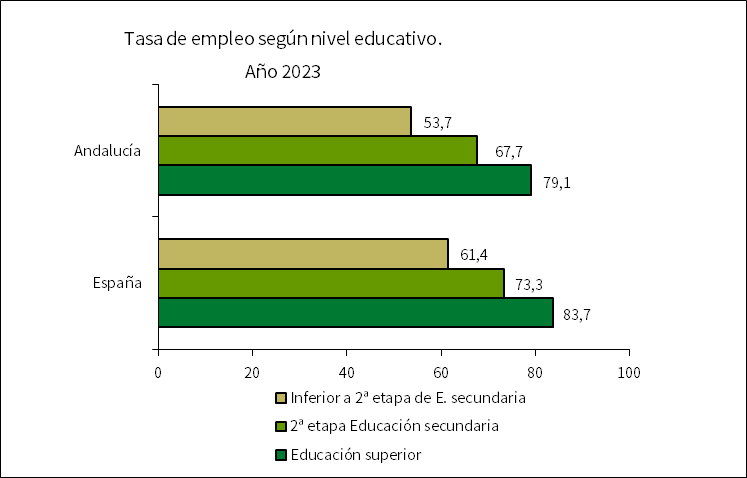 Tasa de empleo según nivel educativo.
Año 2023
Andalucía
53,7
67,7
79,1
España
61,4
73,3
83,7
0 20 40 60 80 100
Inferior a 2ª etapa de E. secundaria
2ª etapa Educación secundaria
Educación superior